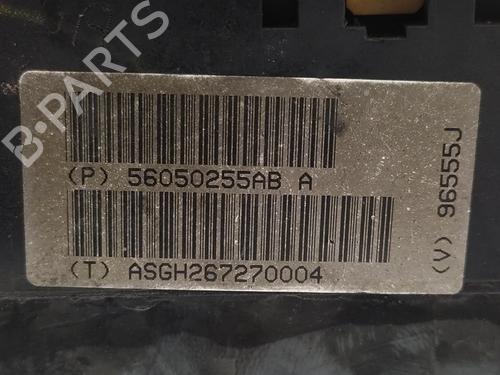 (P) 56050255AB A
(T) ASGH267270004
(V) 96555J
B-PARTS